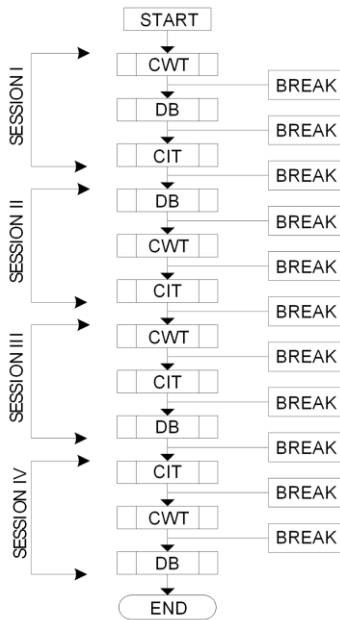 START
CWT
BREAK
DB
BREAK
CIT
BREAK
DB
BREAK
CWT
BREAK
CIT
BREAK
CWT
BREAK
CIT
BREAK
DB
BREAK
CIT
BREAK
CWT
BREAK
DB
END
SESSION I
SESSION II
SESSION III
SESSION IV